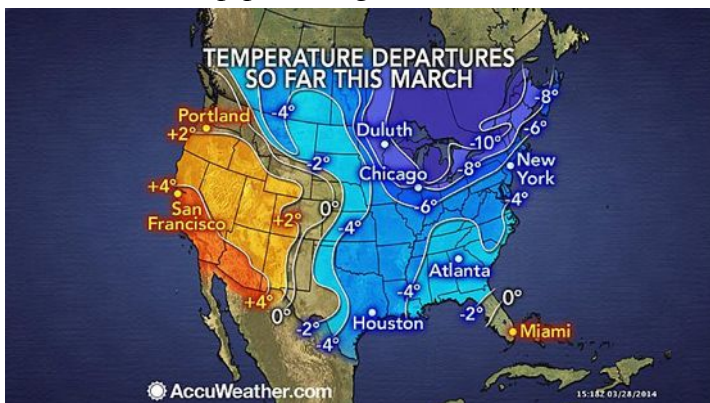 TEMPERATURE DEPARTURES
SO FAR THIS MARCH
-4°
-8°
Portland
+2°
Duluth
-6°
-10°
-2°
Chicago
-8°
New
York
+4°
San
Francisco
+2°
0°
-6°
-4°
-4°
Atlanta
+4°
0°
-4°
-2°
0°
-2°
Houston
Miami
-4°
AccuWeather.com
15:18Z 03/28/2014